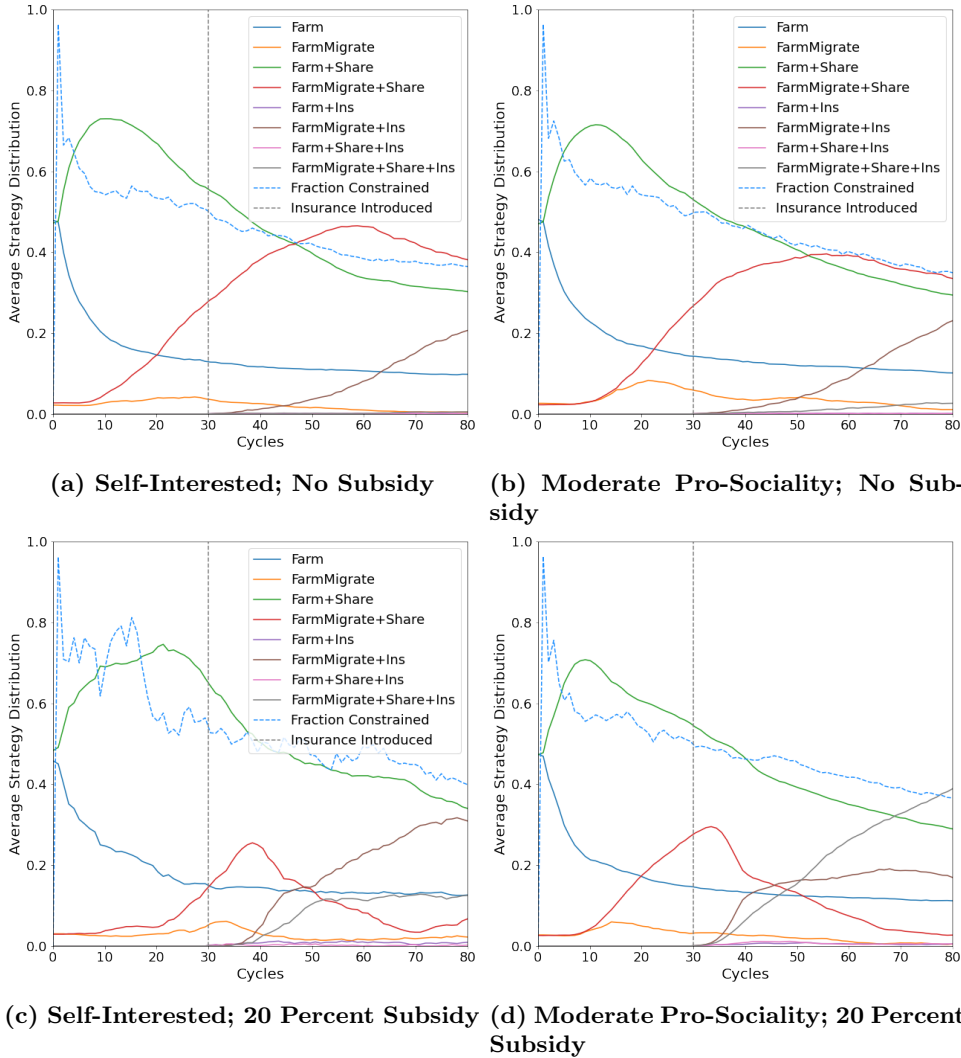 1.0
0.8
0.6
0.4
0.2
0.0
Average Strategy Distribution
Farm
FarmMigrate
Farm+Share
FarmMigrate+Share
Farm+Ins
FarmMigrate+Ins
Farm+Share+Ins
FarmMigrate+Share+Ins
Fraction Constrained
Insurance Introduced
0 10 20 30 40 50 60 70 80
Cycles
(a) Self-Interested; No Subsidy
1.0
0.8
0.6
0.4
0.2
0.0
Average Strategy Distribution
Farm
FarmMigrate
Farm+Share
FarmMigrate+Share
Farm+Ins
FarmMigrate+Ins
Farm+Share+Ins
FarmMigrate+Share+Ins
Fraction Constrained
Insurance Introduced
0 10 20 30 40 50 60 70 80
Cycles
(b) Moderate Pro-Sociality; No Sub-
sidy
1.0
0.8
0.6
0.4
0.2
0.0
Average Strategy Distribution
Farm
FarmMigrate
Farm+Share
FarmMigrate+Share
Farm+Ins
FarmMigrate+Ins
Farm+Share+Ins
FarmMigrate+Share+Ins
Fraction Constrained
Insurance Introduced
0 10 20 30 40 50 60 70 80
Cycles
(c) Self-Interested; 20 Percent Subsidy
1.0
0.8
0.6
0.4
0.2
0.0
Average Strategy Distribution
0 10 20 30 40 50 60 70 80
Cycles
(d) Moderate Pro-Sociality; 20 Percent
Subsidy